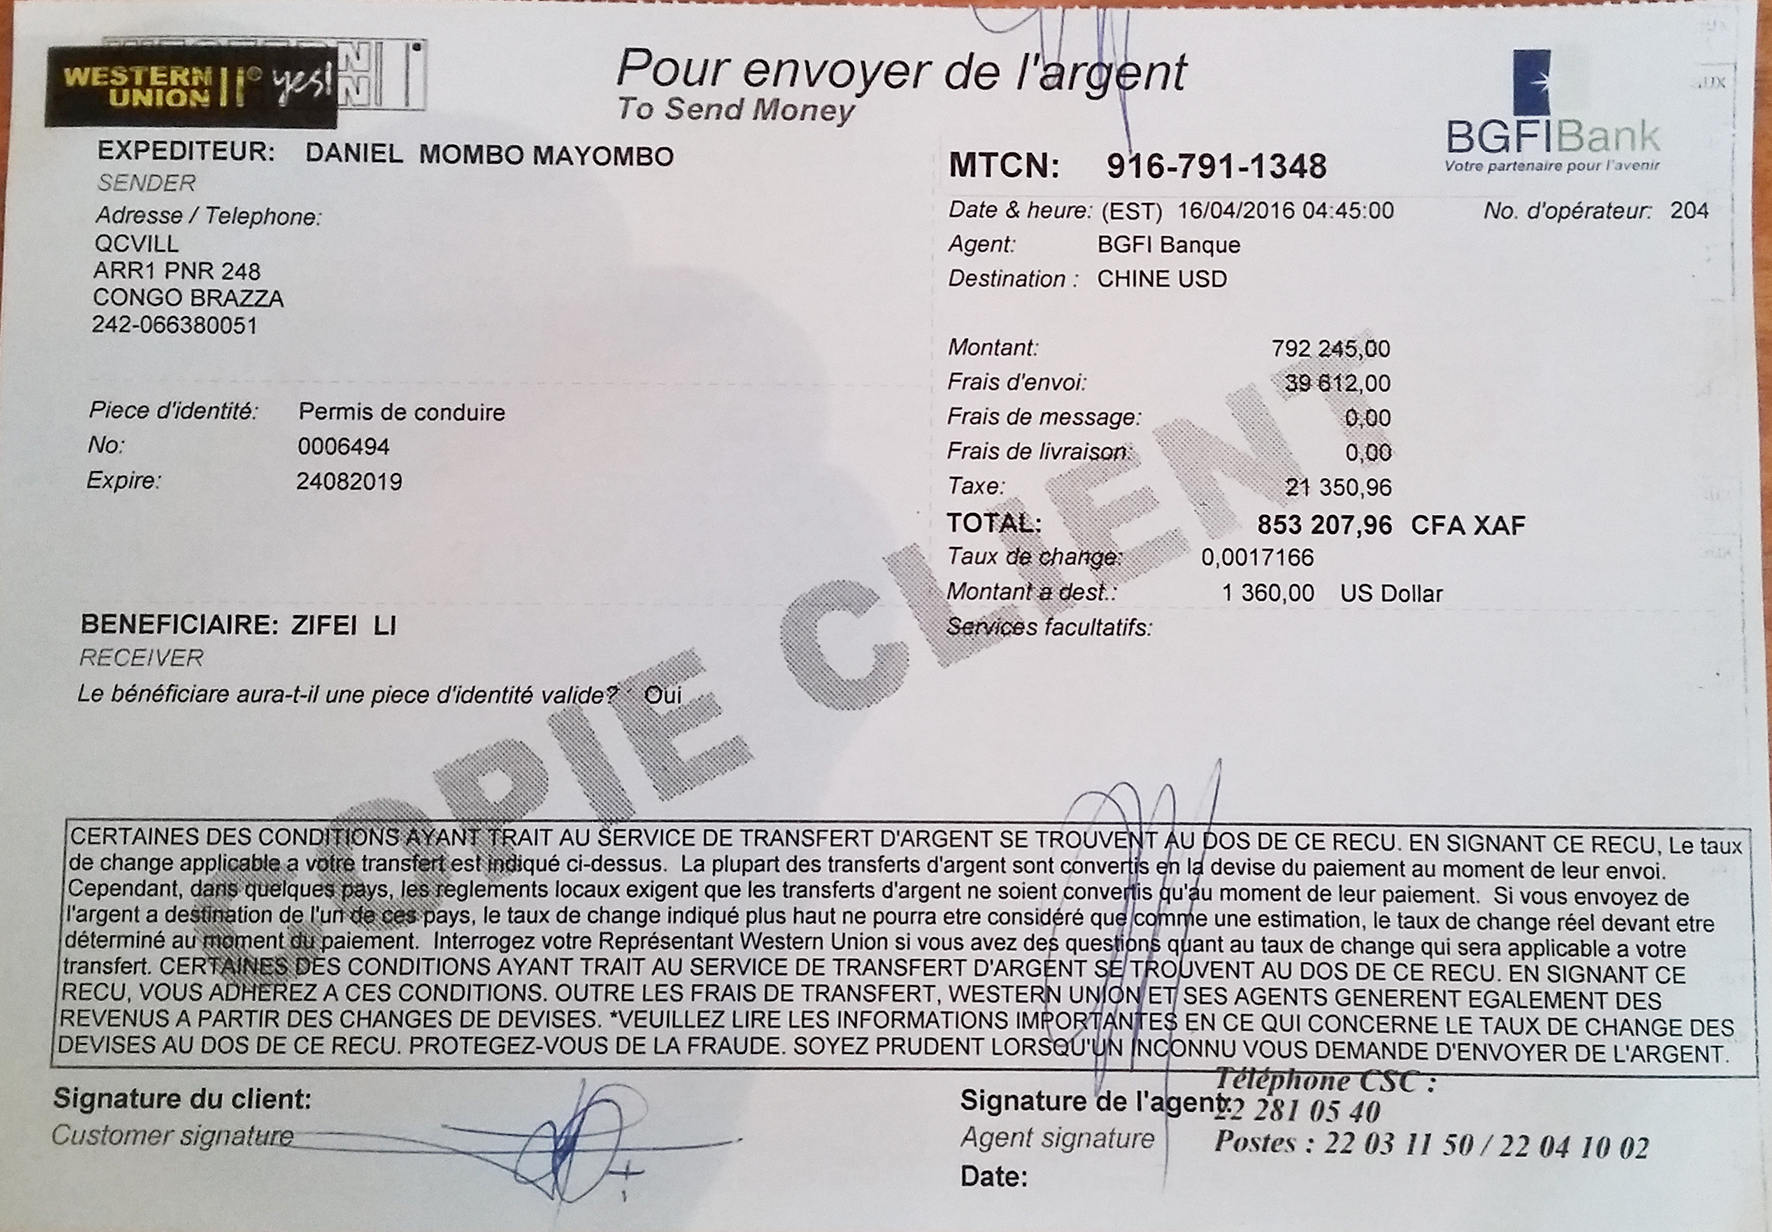 WESTERN UNION yes!
Pour envoyer de l'argent
To Send Money
BGFIBank
Votre partenaire pour l'avenir
EXPEDITEUR: DANIEL MOMBO MAYOMBO
SENDER
Adresse / Telephone:
QCVILL
ARR1 PNR 248
CONGO BRAZZA
242-066380051
MTCN: 916-791-1348
Date & heure: (EST) 16/04/2016 04:45:00 No. d'opérateur: 204
Agent: BGFI Banque
Destination : CHINE USD
Piece d'identité: Permis de conduire
No: 0006494
Expire: 24082019
Montant: 792 245,00
Frais d'envoi: 39 612,00
Frais de message: 0,00
Frais de livraison: 0,00
Taxe: 21 350,96
TOTAL: 853 207,96 CFA XAF
Taux de change: 0,0017166
Montant a dest.: 1 360,00 US Dollar
Services facultatifs:
BENEFICIAIRE: ZIFEI LI
RECEIVER
Le bénéficiare aura-t-il une piece d'identité valide? Oui
COPIE CLIENT
CERTAINES DES CONDITIONS AYANT TRAIT AU SERVICE DE TRANSFERT D'ARGENT SE TROUVENT AU DOS DE CE RECU. EN SIGNANT CE RECU, Le taux
de change applicable a votre transfert est indiqué ci-dessus. La plupart des transferts d'argent sont convertis en la devise du paiement au moment de leur envoi.
Cependant, dans quelques pays, les reglements locaux exigent que les transferts d'argent ne soient convertis qu'au moment de leur paiement. Si vous envoyez de
l'argent a destination de l'un de ces pays, le taux de change indiqué plus haut ne pourra etre considéré que comme une estimation, le taux de change réel devant etre
déterminé au moment du paiement. Interrogez votre Représentant Western Union si vous avez des questions quant au taux de change qui sera applicable a votre
transfert. CERTAINES DES CONDITIONS AYANT TRAIT AU SERVICE DE TRANSFERT D'ARGENT SE TROUVENT AU DOS DE CE RECU. EN SIGNANT CE
RECU, VOUS ADHEREZ A CES CONDITIONS. OUTRE LES FRAIS DE TRANSFERT, WESTERN UNION ET SES AGENTS GENERENT EGALEMENT DES
REVENUS A PARTIR DES CHANGES DE DEVISES. *VEUILLEZ LIRE LES INFORMATIONS IMPORTANTES EN CE QUI CONCERNE LE TAUX DE CHANGE DES
DEVISES AU DOS DE CE RECU. PROTEGEZ-VOUS DE LA FRAUDE. SOYEZ PRUDENT LORSQU'UN INCONNU VOUS DEMANDE D'ENVOYER DE L'ARGENT.
Signature du client:
Customer signature
Signature de l'agent:
Agent signature
Date:
Téléphone CSC :
22 281 05 40
Postes : 22 03 11 50 / 22 04 10 02